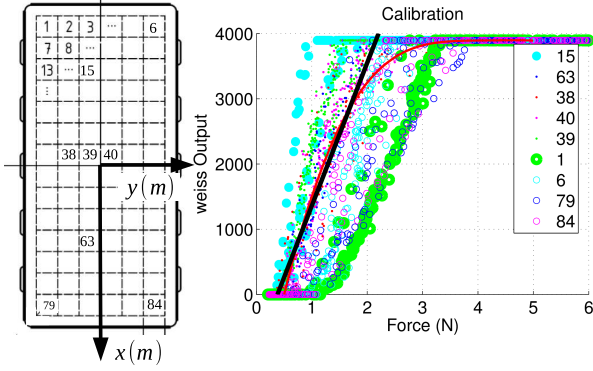 1 2 3 ... 6
7 8 ...
13 ... 15
⋮
38 39 40
y(m)
63
79 84
x(m)
Calibration
weiss Output
4000
3000
2000
1000
0
0 1 2 3 4 5 6
Force (N)
15
63
38
40
39
1
6
79
84